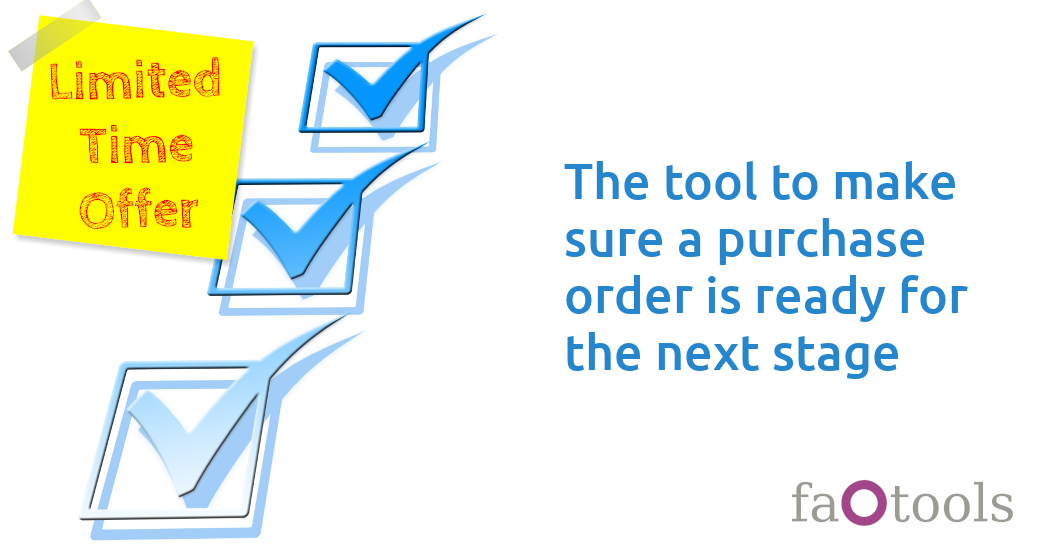 Limited
Time
Offer
The tool to make
sure a purchase
order is ready for
the next stage
faOtools